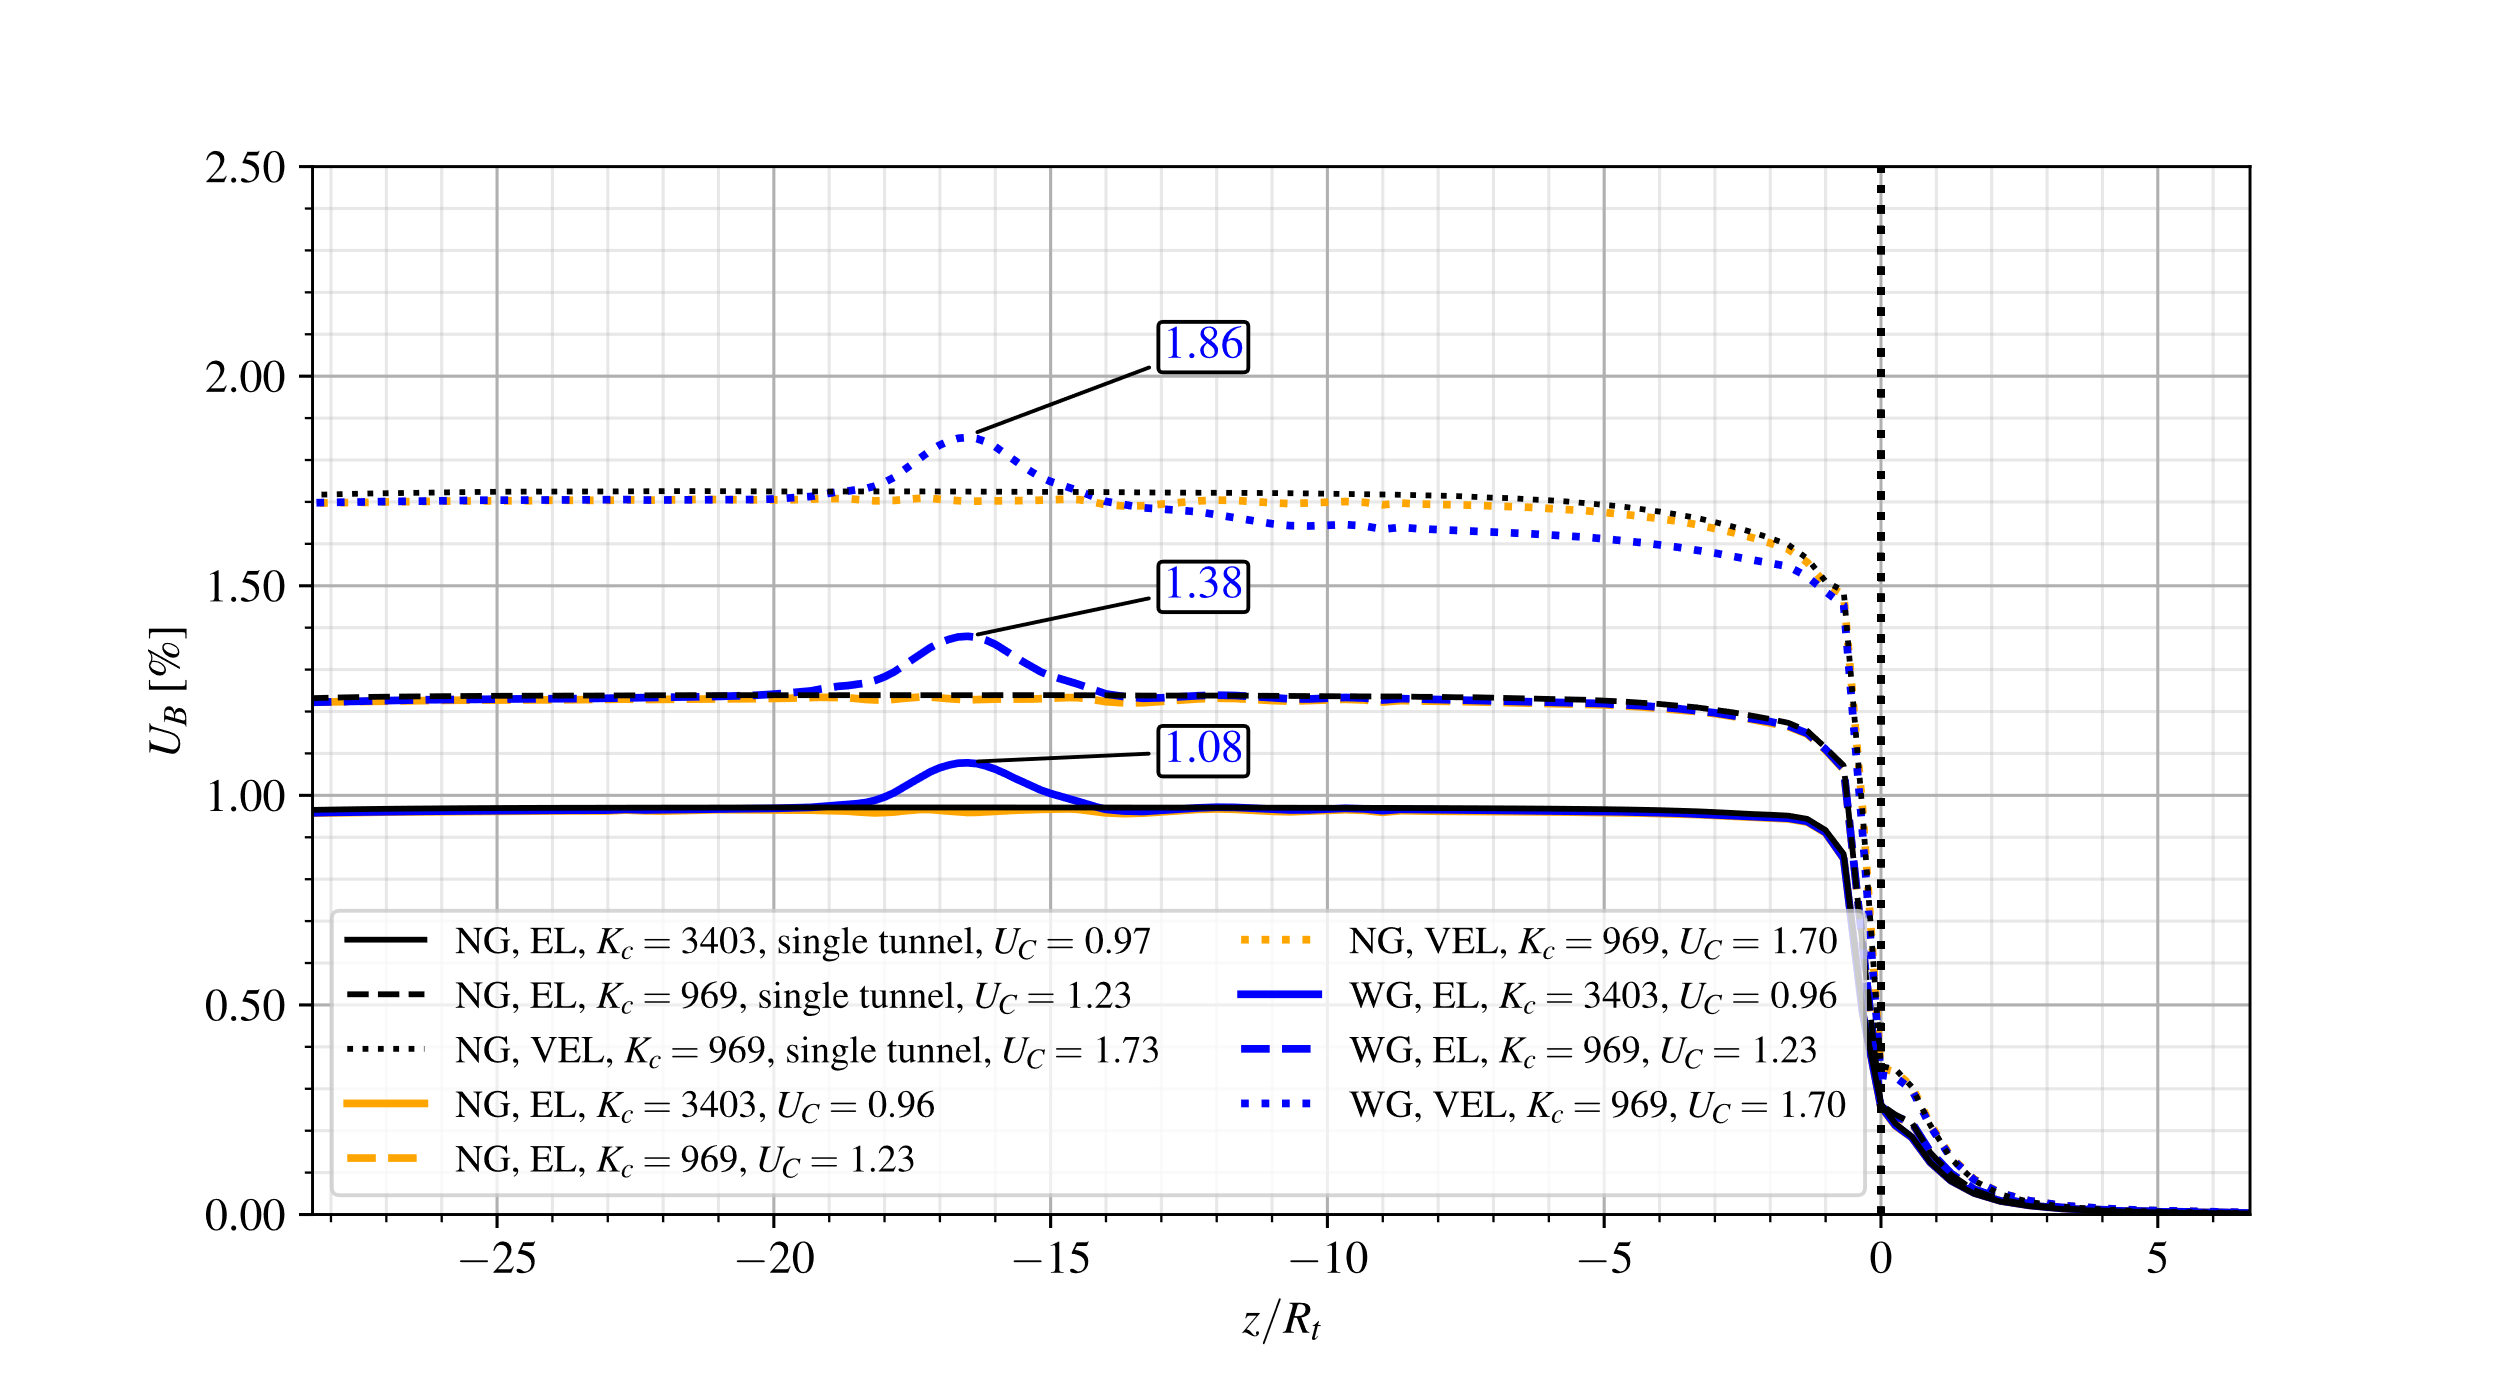 2.50
2.00
1.50
1.00
0.50
0.00
U_B [%]
1.86
1.38
1.08
NG, EL, K_c = 3403, single tunnel, U_C = 0.97
NG, EL, K_c = 969, single tunnel, U_C = 1.23
NG, VEL, K_c = 969, single tunnel, U_C = 1.73
NG, EL, K_c = 3403, U_C = 0.96
NG, EL, K_c = 969, U_C = 1.23
NG, VEL, K_c = 969, U_C = 1.70
WG, EL, K_c = 3403, U_C = 0.96
WG, EL, K_c = 969, U_C = 1.23
WG, VEL, K_c = 969, U_C = 1.70
−25 −20 −15 −10 −5 0 5
z/R_t